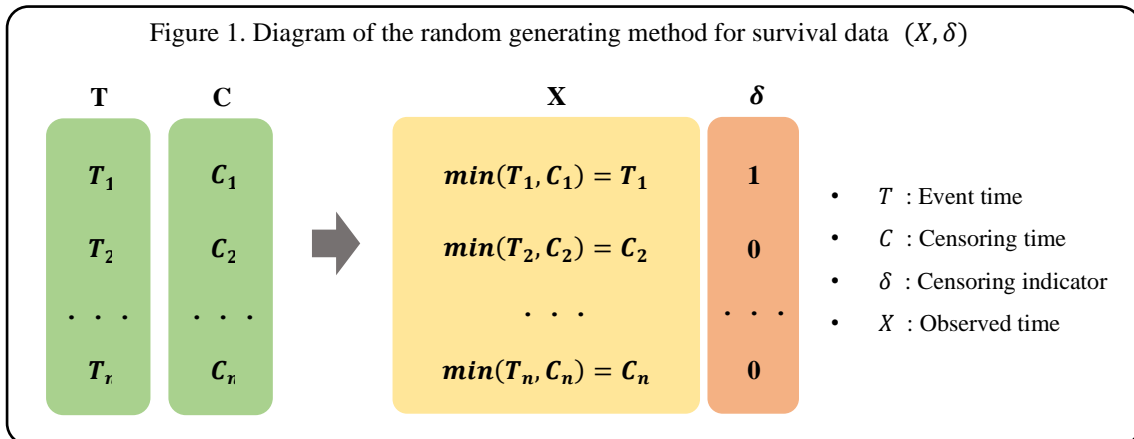 Figure 1. Diagram of the random generating method for survival data (X, δ)
T C X δ
T₁ C₁ min(T₁, C₁) = T₁ 1
T₂ C₂ min(T₂, C₂) = C₂ 0
. . . . . . . . . . . .
Tₙ Cₙ min(Tₙ, Cₙ) = Cₙ 0
• T : Event time
• C : Censoring time
• δ : Censoring indicator
• X : Observed time